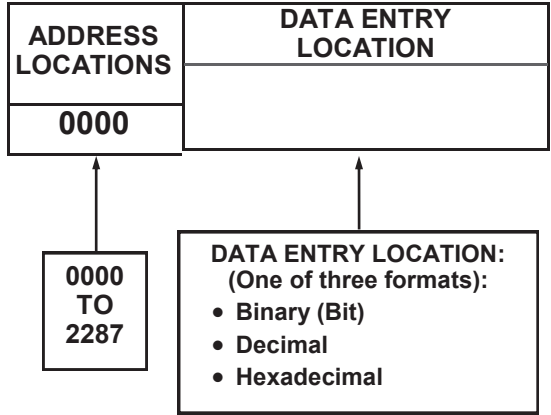 ADDRESS
LOCATIONS
0000
DATA ENTRY
LOCATION
0000
TO
2287
DATA ENTRY LOCATION:
(One of three formats):
• Binary (Bit)
• Decimal
• Hexadecimal